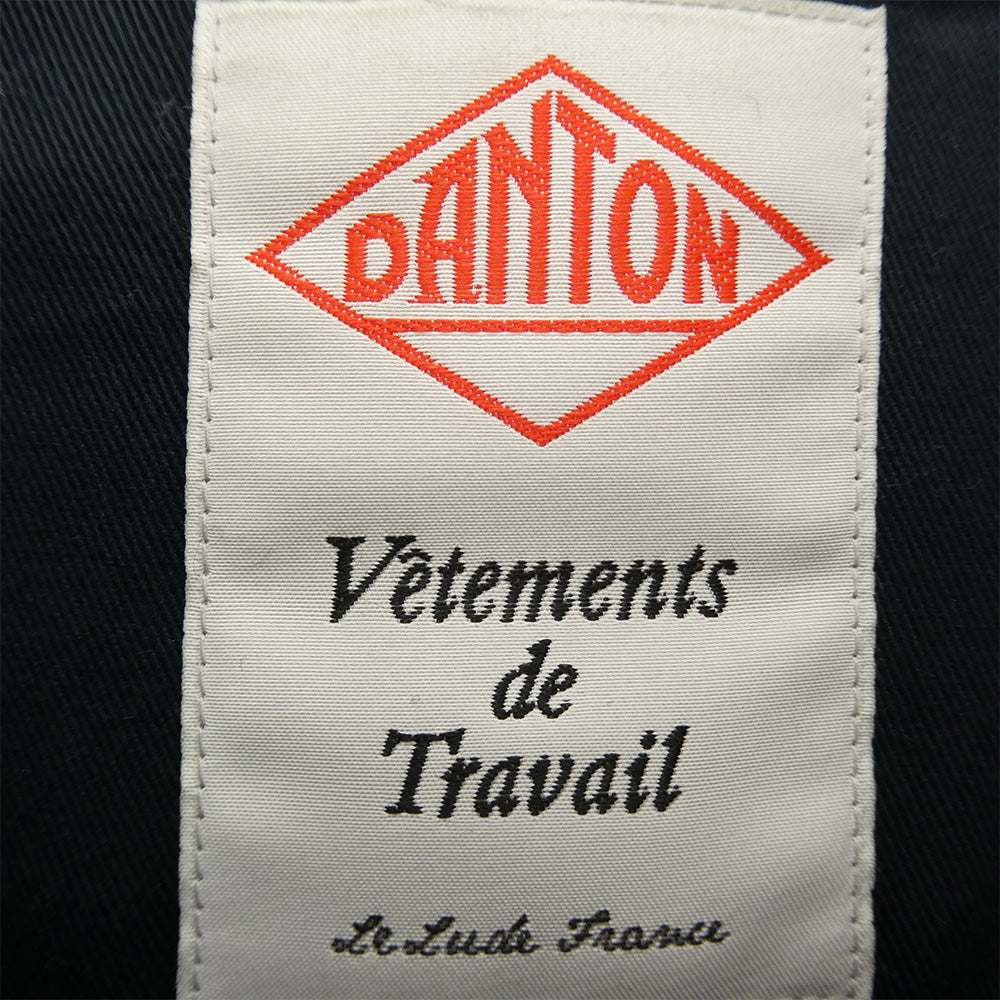 DANTON
Vêtements
de
Travail
Le Lude France